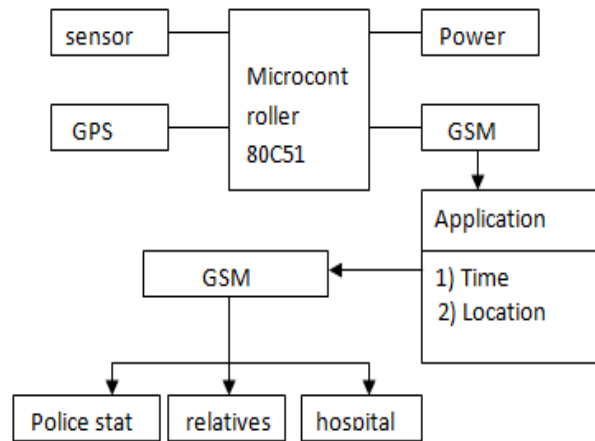 sensor
Power
Microcont
roller
80C51
GPS
GSM
Application
1) Time
2) Location
GSM
Police stat
relatives
hospital